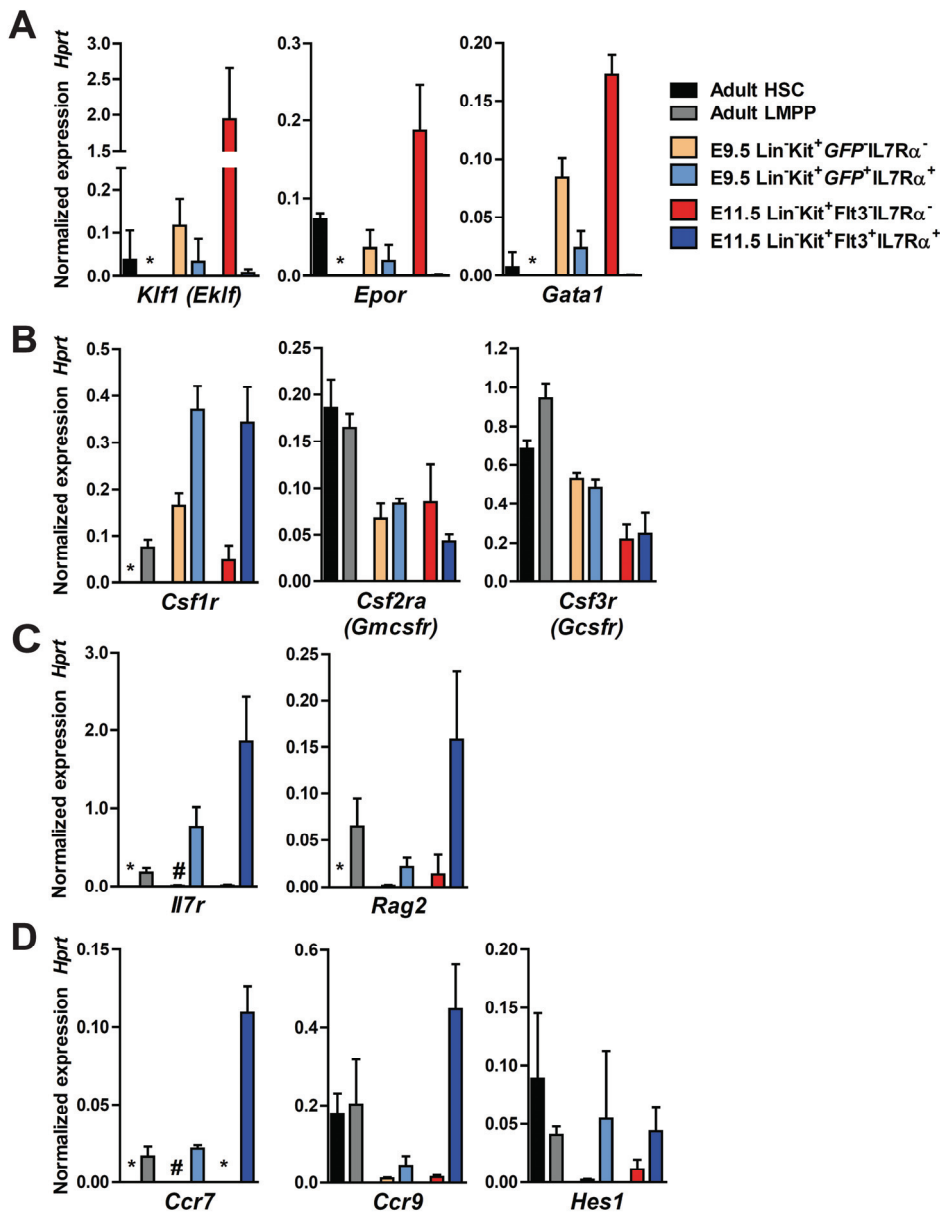 A
Normalized expression Hprt
3.0
2.5
2.0
1.5
1.0
0.2
0.1
0.0
*
Klf1 (Eklf)
0.3
0.2
0.1
0.0
*
Epor
0.20
0.15
0.10
0.05
0.00
*
Gata1
Adult HSC
Adult LMPP
E9.5 Lin⁻Kit⁺GFP⁻IL7Rα⁻
E9.5 Lin⁻Kit⁺GFP⁺IL7Rα⁺
E11.5 Lin⁻Kit⁺Flt3⁻IL7Rα⁻
E11.5 Lin⁻Kit⁺Flt3⁺IL7Rα⁺
B
Normalized expression Hprt
0.5
0.4
0.3
0.2
0.1
0.0
*
Csf1r
0.25
0.20
0.15
0.10
0.05
0.00
Csf2ra
(Gmcsfr)
1.2
1.0
0.8
0.6
0.4
0.2
0.0
Csf3r
(Gcsfr)
C
Normalized expression Hprt
3.0
2.0
1.0
0.0
*
#
Il7r
0.25
0.20
0.15
0.10
0.05
0.00
*
Rag2
D
Normalized expression Hprt
0.15
0.10
0.05
0.00
*
#
*
Ccr7
0.6
0.4
0.2
0.0
Ccr9
0.20
0.15
0.10
0.05
0.00
Hes1